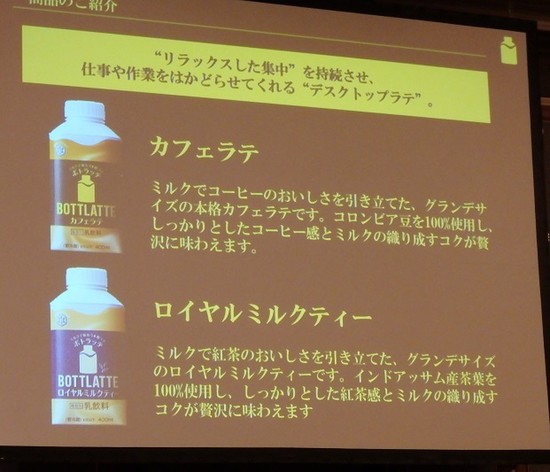 商品のご紹介
“リラックスした集中”を持続させ、
仕事や作業をはかどらせてくれる“デスクトップラテ”。
カフェラテ
ミルクでコーヒーのおいしさを引き立てた、グランデサ
イズの本格カフェラテです。コロンビア豆を100%使用し、
しっかりとしたコーヒー感とミルクの織り成すコクが贅
沢に味わえます。
ボトラッテ
BOTTLATTE
カフェラテ
ロイヤルミルクティー
ミルクで紅茶のおいしさを引き立てた、グランデサイズ
のロイヤルミルクティーです。インドアッサム産茶葉を
100%使用し、しっかりとした紅茶感とミルクの織り成す
コクが贅沢に味わえます
ボトラッテ
BOTTLATTE
ロイヤルミルクティー
乳飲料